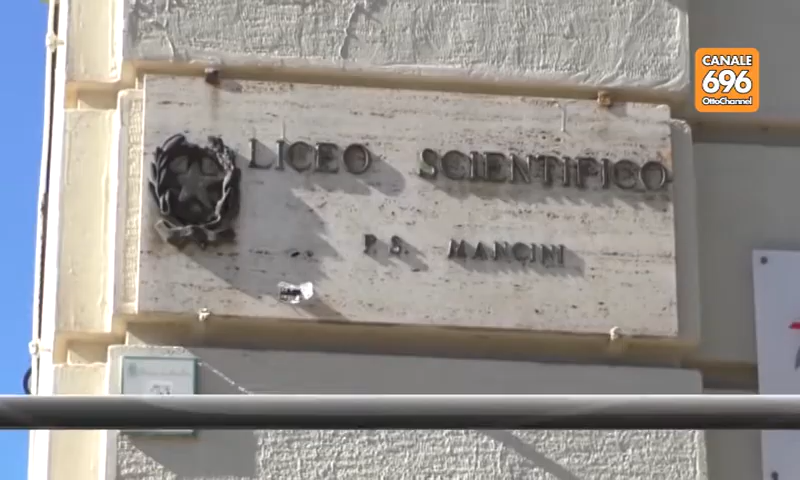 CANALE
696
OttoChannel
LICEO SCIENTIFICO
P. S. MANCINI